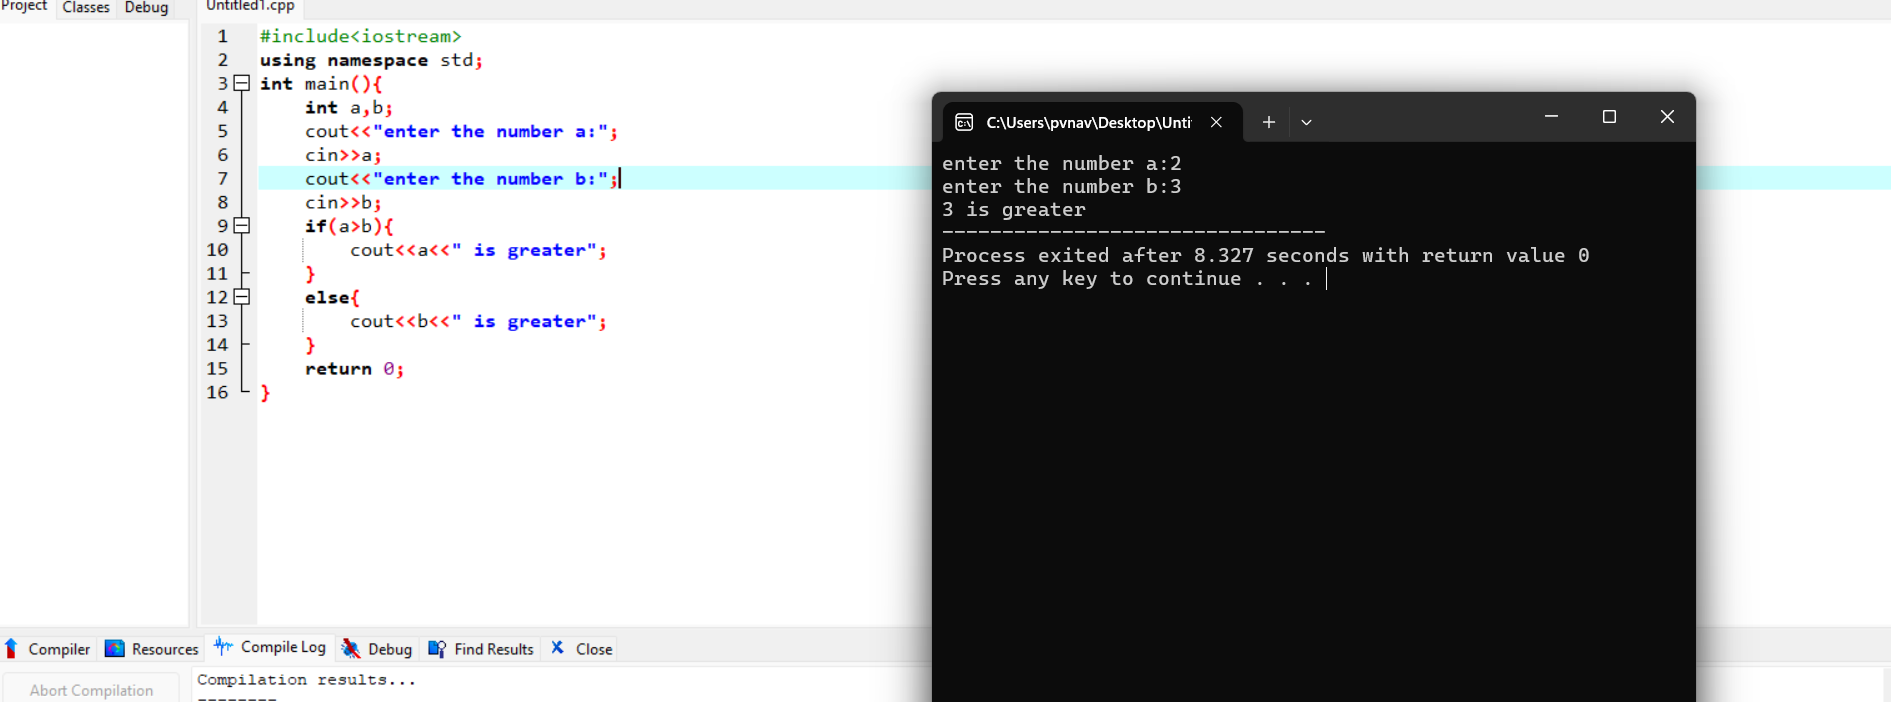 Project Classes Debug
Untitled1.cpp
1 #include<iostream>
2 using namespace std;
3 int main(){
4 int a,b;
5 cout<<"enter the number a:";
6 cin>>a;
7 cout<<"enter the number b:";
8 cin>>b;
9 if(a>b){
10 cout<<a<<" is greater";
11 }
12 else{
13 cout<<b<<" is greater";
14 }
15 return 0;
16 }
C:\Users\pvnav\Desktop\Unti
enter the number a:2
enter the number b:3
3 is greater
--------------------------------
Process exited after 8.327 seconds with return value 0
Press any key to continue . . .
Compiler Resources Compile Log Debug Find Results Close
Abort Compilation
Compilation results...
--------